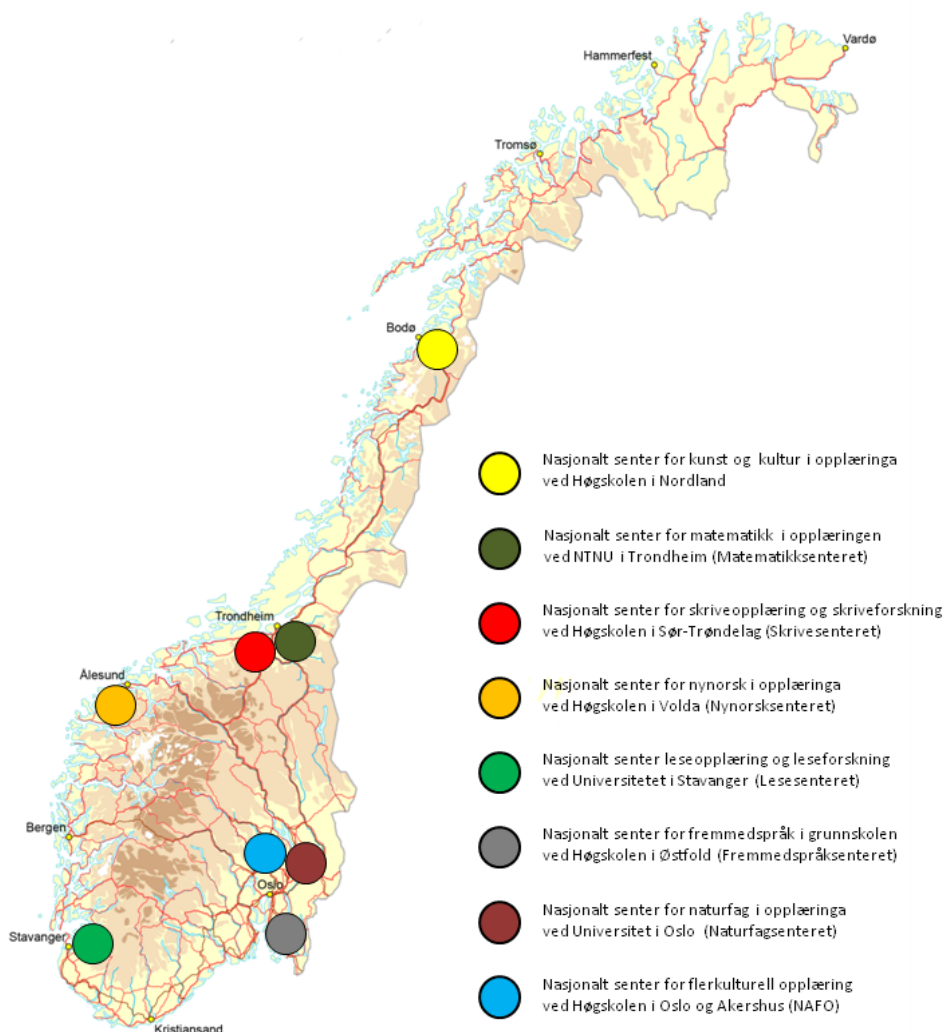 Vardø
Hammerfest
Tromsø
Bodø
Nasjonalt senter for kunst og kultur i opplæringa
ved Høgskolen i Nordland
Nasjonalt senter for matematikk i opplæringen
ved NTNU i Trondheim (Matematikksenteret)
Trondheim
Nasjonalt senter for skriveopplæring og skriveforskning
ved Høgskolen i Sør-Trøndelag (Skrivesenteret)
Ålesund
Nasjonalt senter for nynorsk i opplæringa
ved Høgskolen i Volda (Nynorsksenteret)
Nasjonalt senter leseopplæring og leseforskning
ved Universitetet i Stavanger (Lesesenteret)
Bergen
Nasjonalt senter for fremmedspråk i grunnskolen
ved Høgskolen i Østfold (Fremmedspråksenteret)
Oslo
Nasjonalt senter for naturfag i opplæringa
ved Universitet i Oslo (Naturfagsenteret)
Stavanger
Nasjonalt senter for flerkulturell opplæring
ved Høgskolen i Oslo og Akershus (NAFO)
Kristiansand